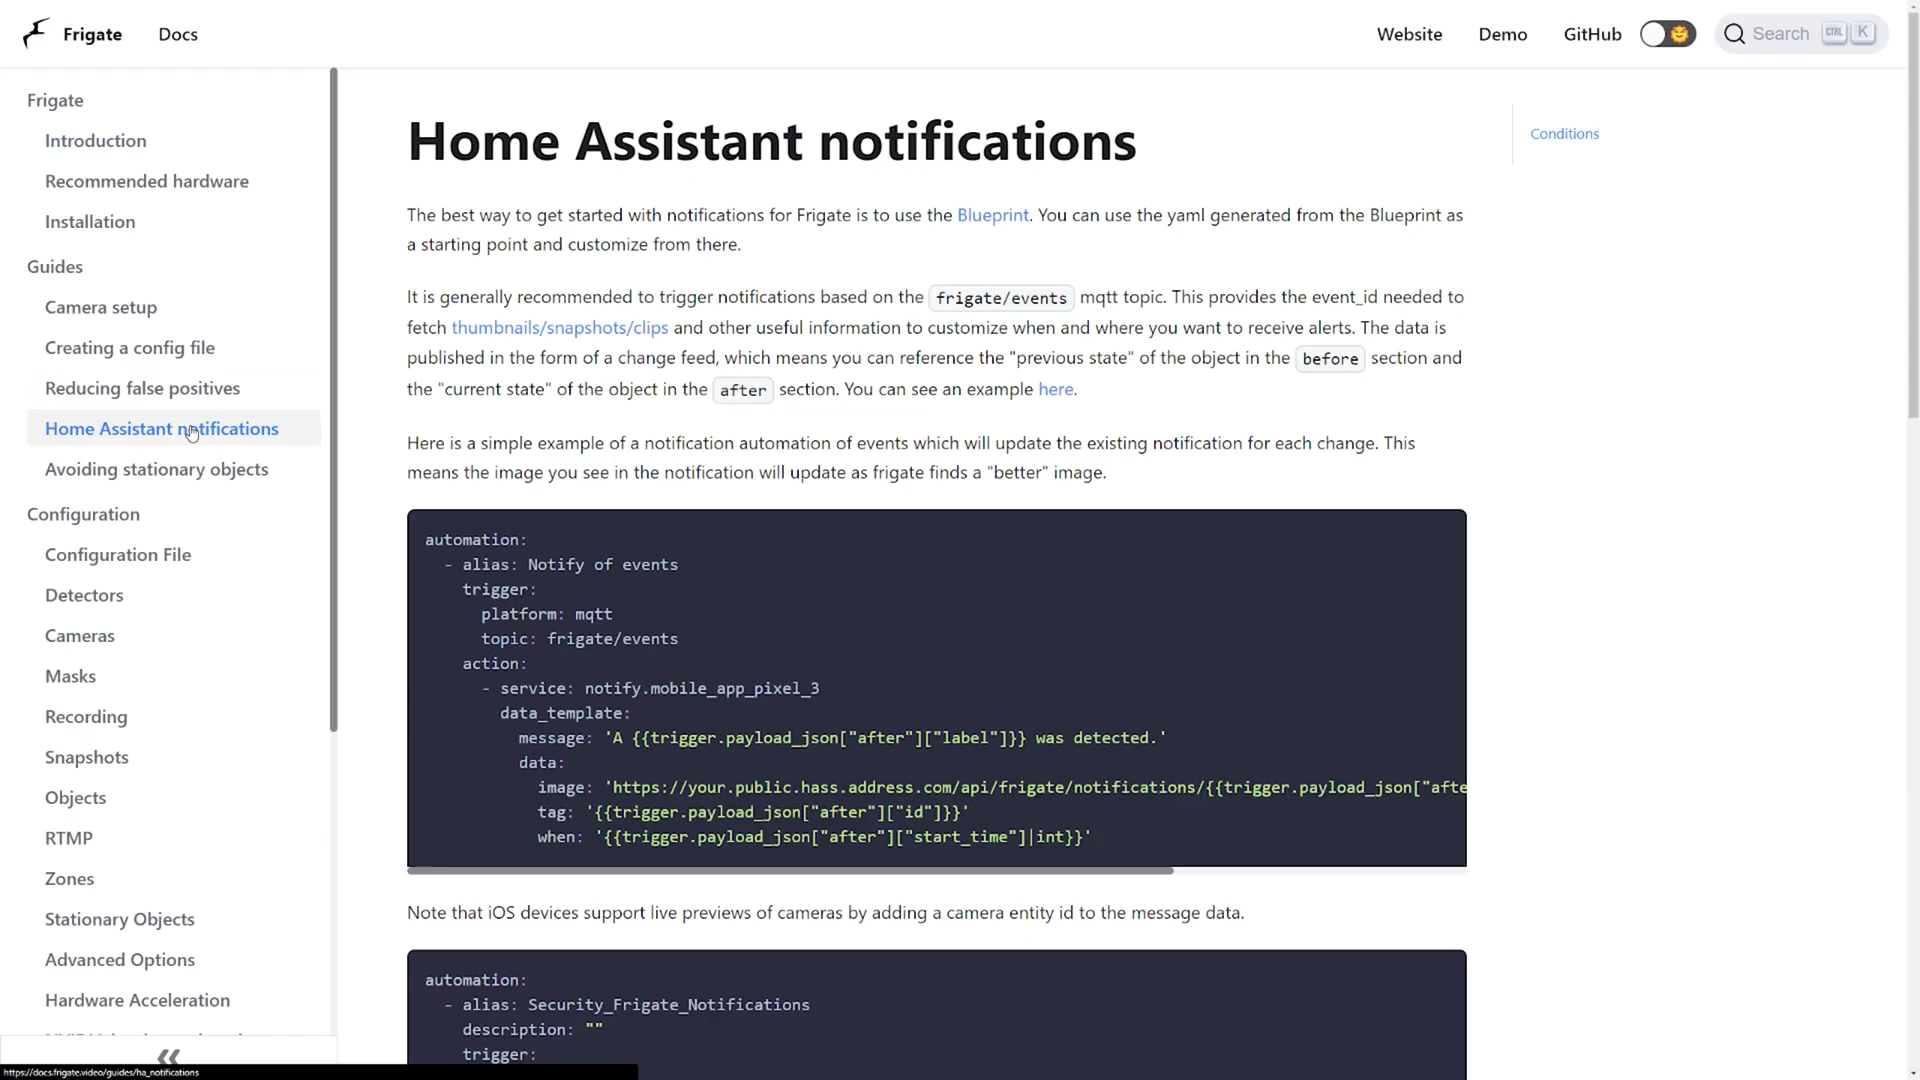 Frigate
Docs
Website
Demo
GitHub
Search CTRL K
Frigate
Introduction
Recommended hardware
Installation
Guides
Camera setup
Creating a config file
Reducing false positives
Home Assistant notifications
Avoiding stationary objects
Configuration
Configuration File
Detectors
Cameras
Masks
Recording
Snapshots
Objects
RTMP
Zones
Stationary Objects
Advanced Options
Hardware Acceleration
https://docs.frigate.video/guides/ha_notifications
Home Assistant notifications
The best way to get started with notifications for Frigate is to use the Blueprint. You can use the yaml generated from the Blueprint as
a starting point and customize from there.
It is generally recommended to trigger notifications based on the frigate/events mqtt topic. This provides the event_id needed to
fetch thumbnails/snapshots/clips and other useful information to customize when and where you want to receive alerts. The data is
published in the form of a change feed, which means you can reference the "previous state" of the object in the before section and
the "current state" of the object in the after section. You can see an example here.
Here is a simple example of a notification automation of events which will update the existing notification for each change. This
means the image you see in the notification will update as frigate finds a "better" image.
automation:
- alias: Notify of events
trigger:
platform: mqtt
topic: frigate/events
action:
- service: notify.mobile_app_pixel_3
data_template:
message: 'A {{trigger.payload_json["after"]["label"]}} was detected.'
data:
image: 'https://your.public.hass.address.com/api/frigate/notifications/{{trigger.payload_json["afte
tag: '{{trigger.payload_json["after"]["id"]}}'
when: '{{trigger.payload_json["after"]["start_time"]|int}}'
Note that iOS devices support live previews of cameras by adding a camera entity id to the message data.
automation:
- alias: Security_Frigate_Notifications
description: ""
trigger:
Conditions